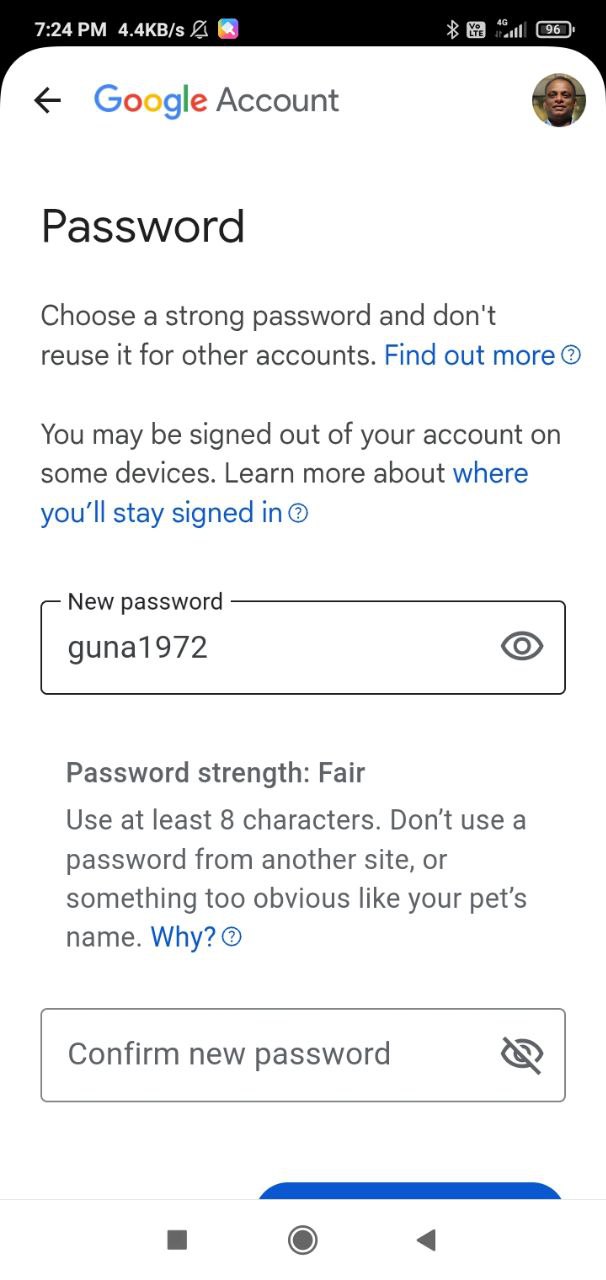 7:24 PM 4.4KB/s VO LTE 4G 96
Google Account
Password
Choose a strong password and don't
reuse it for other accounts. Find out more
You may be signed out of your account on
some devices. Learn more about where
you’ll stay signed in
New password
guna1972
Password strength: Fair
Use at least 8 characters. Don’t use a
password from another site, or
something too obvious like your pet’s
name. Why?
Confirm new password